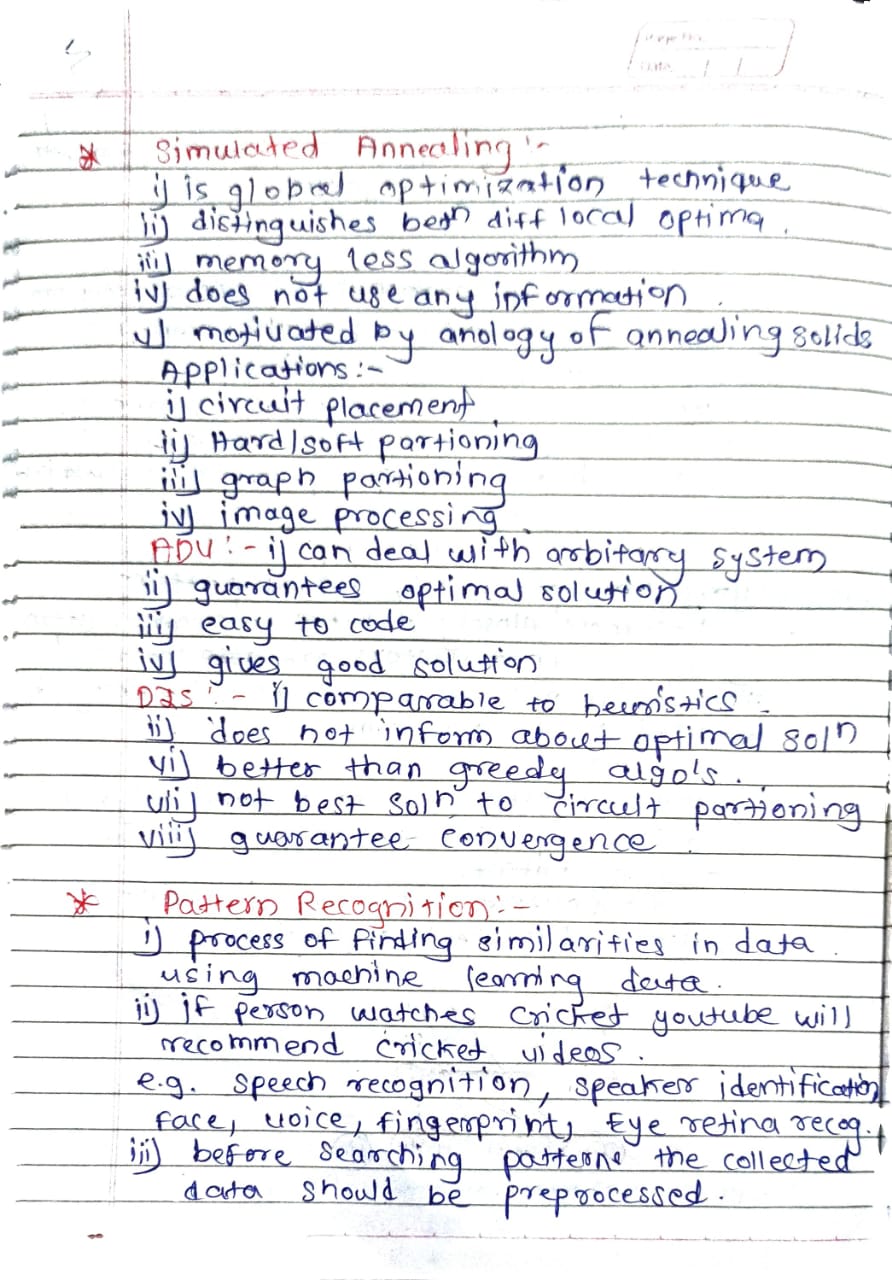 Page No.
Date / /
* Simulated Annealing :-
i) is global optimization technique
ii) distinguishes betn diff local optima.
iii) memory less algorithm
iv) does not use any information.
v) motivated by anology of annealing solids
Applications :-
i) circuit placement
ii) Hard/soft partioning
iii) graph partioning
iv) image processing
ADV :- i) can deal with arbitary system
ii) guarantees optimal solution
iii) easy to code
iv) gives good solution
DIS :- i) comparable to heuristics.
ii) does not inform about optimal soln
vi) better than greedy algo's.
vii) not best soln to circuit partioning
viii) guarantee convergence.
* Pattern Recognition :-
i) process of finding similarities in data
using machine learning data.
ii) if person watches cricket youtube will
recommend cricket videos.
e.g. speech recognition, speaker identification,
face, voice, fingerprint, Eye retina recog.
iii) before searching patterns the collected
data should be preprocessed.